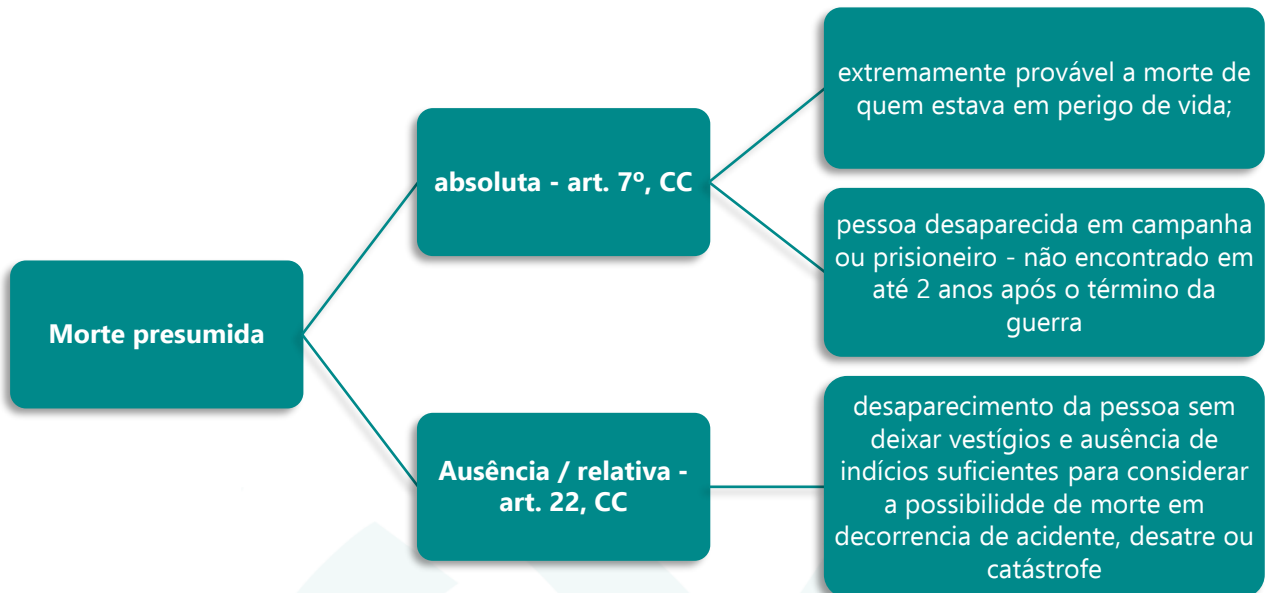 Morte presumida
absoluta - art. 7º, CC
extremamente provável a morte de
quem estava em perigo de vida;
pessoa desaparecida em campanha
ou prisioneiro - não encontrado em
até 2 anos após o término da
guerra
Ausência / relativa -
art. 22, CC
desaparecimento da pessoa sem
deixar vestígios e ausência de
indícios suficientes para considerar
a possibilidde de morte em
decorrencia de acidente, desatre ou
catástrofe